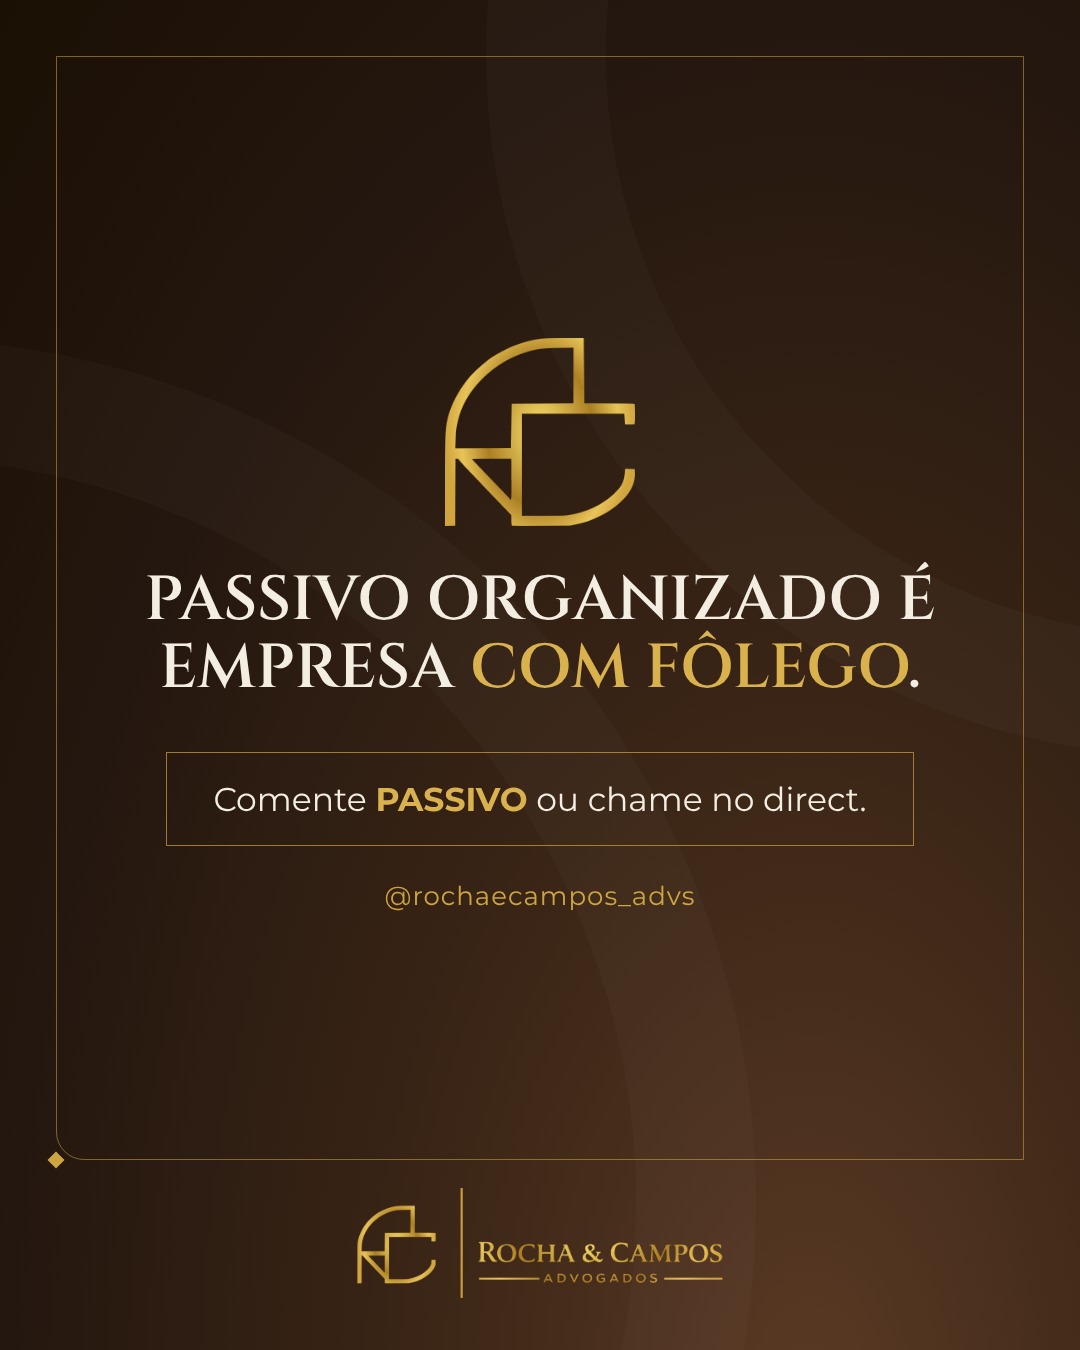 PASSIVO ORGANIZADO É
EMPRESA COM FÔLEGO.
Comente PASSIVO ou chame no direct.
@rochaecampos_advs
ROCHA & CAMPOS
ADVOGADOS